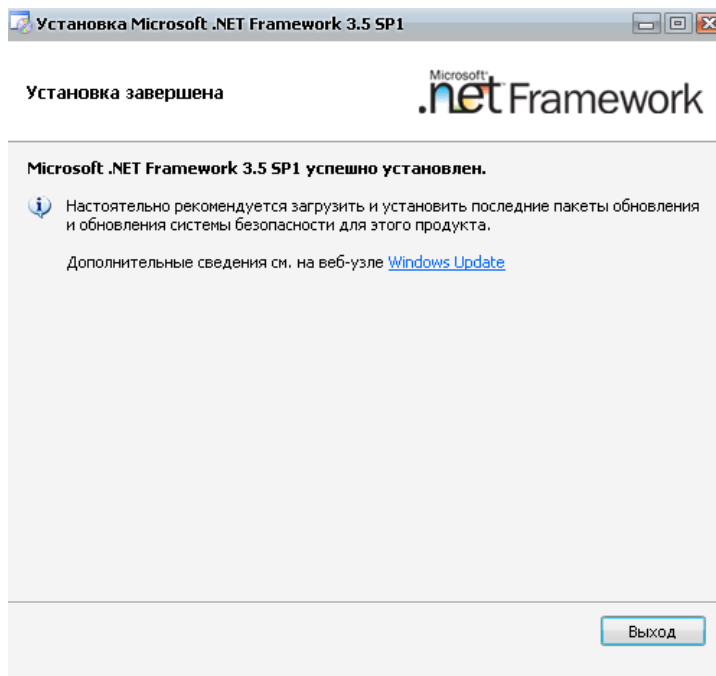 Установка Microsoft .NET Framework 3.5 SP1
Установка завершена
Microsoft
.net Framework
Microsoft .NET Framework 3.5 SP1 успешно установлен.
Настоятельно рекомендуется загрузить и установить последние пакеты обновления
и обновления системы безопасности для этого продукта.
Дополнительные сведения см. на веб-узле Windows Update
Выход